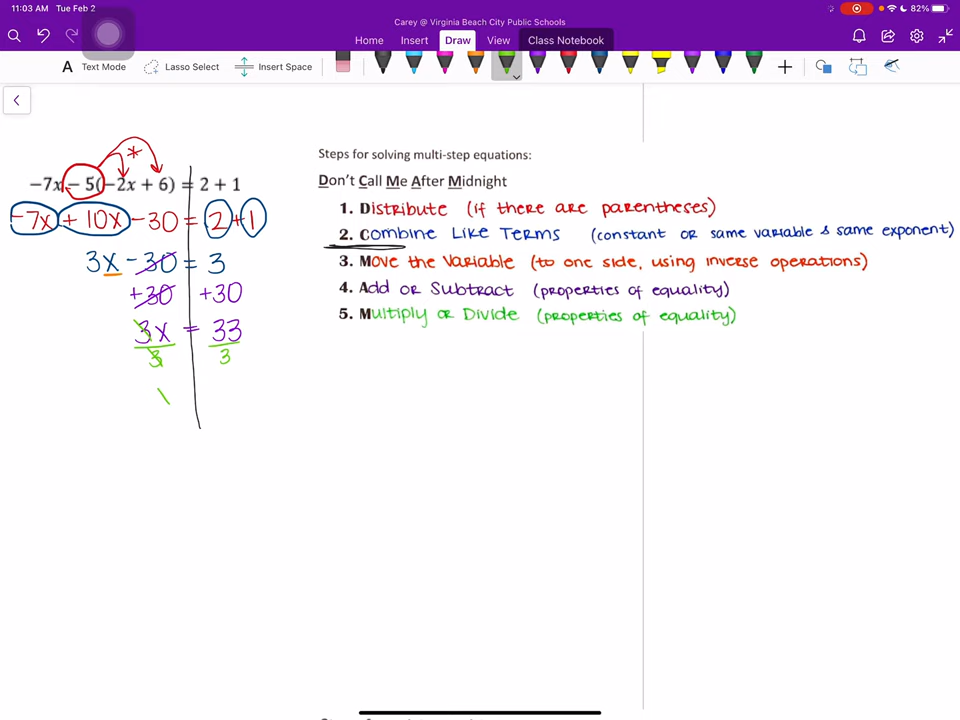 11:03 AM Tue Feb 2
82%
Carey @ Virginia Beach City Public Schools
Home Insert Draw View Class Notebook
A Text Mode Lasso Select Insert Space
Steps for solving multi-step equations:
Don't Call Me After Midnight
1. Distribute (if there are parentheses)
2. Combine Like Terms (constant or same variable & same exponent)
3. Move the Variable (to one side, using inverse operations)
4. Add or Subtract (properties of equality)
5. Multiply or Divide (properties of equality)
*
−7x − 5(−2x + 6) = 2 + 1
-7x + 10x - 30 = 2 + 1
3x - 30 = 3
+30 +30
3x = 33
3 3